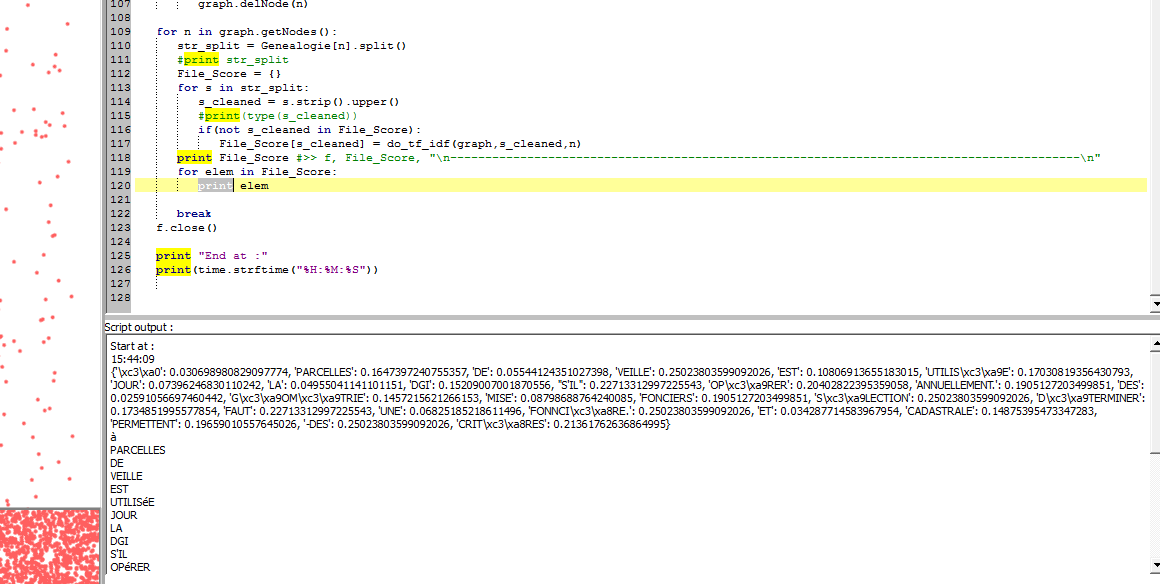 107 graph.delNode(n)
108
109 for n in graph.getNodes():
110 str_split = Genealogie[n].split()
111 #print str_split
112 File_Score = {}
113 for s in str_split:
114 s_cleaned = s.strip().upper()
115 #print(type(s_cleaned))
116 if(not s_cleaned in File_Score):
117 File_Score[s_cleaned] = do_tf_idf(graph,s_cleaned,n)
118 print File_Score #>> f, File_Score, "\n------------------------------------------------------------------------------------------\n"
119 for elem in File_Score:
120 print elem
121
122 break
123 f.close()
124
125 print "End at :"
126 print(time.strftime("%H:%M:%S"))
127
128
Script output :
Start at :
15:44:09
{'\xc3\xa0': 0.030698980829097774, 'PARCELLES': 0.1647397240755357, 'DE': 0.05544124351027398, 'VEILLE': 0.25023803599092026, 'EST': 0.10806913655183015, 'UTILIS\xc3\xa9E': 0.17030819356430793,
'JOUR': 0.07396246830110242, 'LA': 0.04955041141101151, 'DGI': 0.15209007001870556, "S'IL": 0.22713312997225543, 'OP\xc3\xa9RER': 0.20402822395359058, 'ANNUELLEMENT.': 0.1905127203499851, 'DES':
0.02591056697460442, 'G\xc3\xa9OM\xc3\xa9TRIE': 0.1457215621266153, 'MISE': 0.08798688764240085, 'FONCIERS': 0.1905127203499851, 'S\xc3\xa9LECTION': 0.25023803599092026, 'D\xc3\xa9TERMINER':
0.1734851995577854, 'FAUT': 0.22713312997225543, 'UNE': 0.06825185218611496, 'FONNCI\xc3\xa8RE.': 0.25023803599092026, 'ET': 0.034287714583967954, 'CADASTRALE': 0.14875395473347283,
'PERMETTENT': 0.19659010557645026, '-DES': 0.25023803599092026, 'CRIT\xc3\xa8RES': 0.21361762636864995}
à
PARCELLES
DE
VEILLE
EST
UTILISéE
JOUR
LA
DGI
S'IL
OPéRER